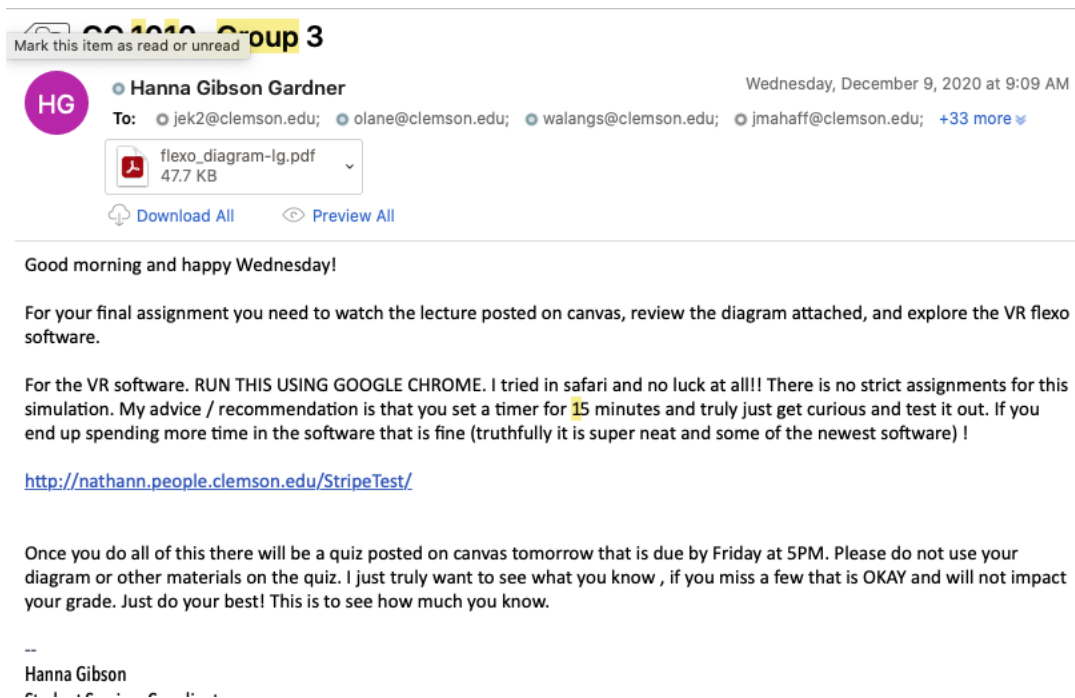 Group 3
Mark this item as read or unread
HG
Hanna Gibson Gardner
Wednesday, December 9, 2020 at 9:09 AM
To: jek2@clemson.edu; olane@clemson.edu; walangs@clemson.edu; jmahaff@clemson.edu; +33 more
flexo_diagram-lg.pdf
47.7 KB
Download All Preview All
Good morning and happy Wednesday!
For your final assignment you need to watch the lecture posted on canvas, review the diagram attached, and explore the VR flexo
software.
For the VR software. RUN THIS USING GOOGLE CHROME. I tried in safari and no luck at all!! There is no strict assignments for this
simulation. My advice / recommendation is that you set a timer for 15 minutes and truly just get curious and test it out. If you
end up spending more time in the software that is fine (truthfully it is super neat and some of the newest software) !
http://nathann.people.clemson.edu/StripeTest/
Once you do all of this there will be a quiz posted on canvas tomorrow that is due by Friday at 5PM. Please do not use your
diagram or other materials on the quiz. I just truly want to see what you know , if you miss a few that is OKAY and will not impact
your grade. Just do your best! This is to see how much you know.
--
Hanna Gibson